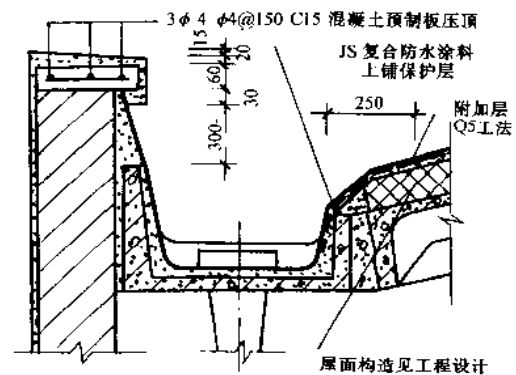 3ϕ 4 ϕ4@150 C15 混凝土预制板压顶
JS 复合防水涂料
上铺保护层
15
20
60
30
300
250
附加层
Q5工法
屋面构造见工程设计